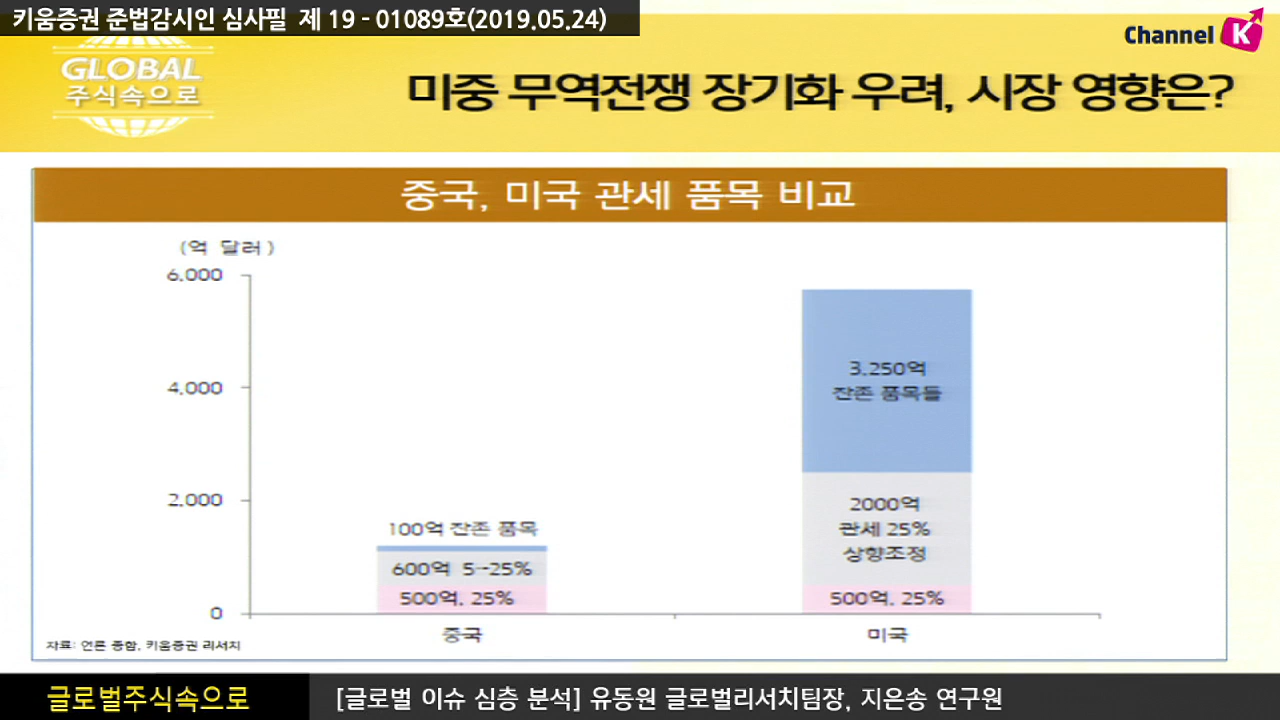 키움증권 준법감시인 심사필 제 19 - 01089호(2019.05.24)
Channel K
GLOBAL
주식속으로
미중 무역전쟁 장기화 우려, 시장 영향은?
중국, 미국 관세 품목 비교
(억 달러)
6,000
4,000
2,000
0
100억 잔존 품목
600억 5~25%
500억, 25%
3,250억
잔존 품목들
2000억
관세 25%
상향조정
500억, 25%
중국
미국
자료: 언론 종합, 키움증권 리서치
글로벌주식속으로
[글로벌 이슈 심층 분석] 유동원 글로벌리서치팀장, 지은송 연구원